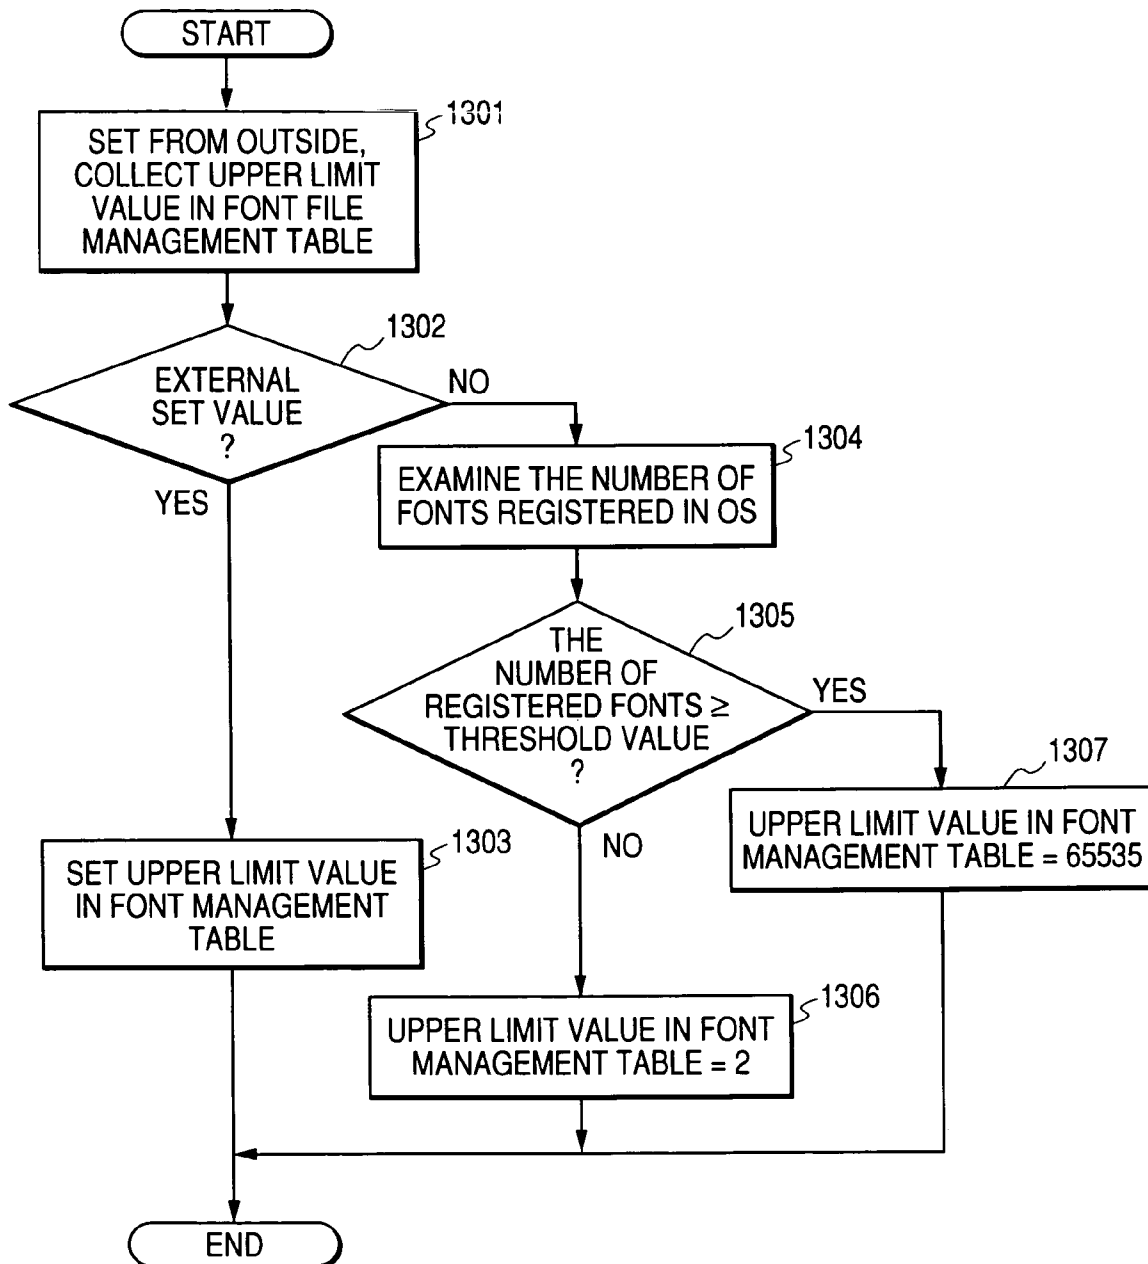 START
1301
SET FROM OUTSIDE,
COLLECT UPPER LIMIT
VALUE IN FONT FILE
MANAGEMENT TABLE
1302
EXTERNAL
SET VALUE
?
NO
YES
1304
EXAMINE THE NUMBER OF
FONTS REGISTERED IN OS
1305
THE
NUMBER OF
REGISTERED FONTS ≥
THRESHOLD VALUE
?
YES
NO
1307
UPPER LIMIT VALUE IN FONT
MANAGEMENT TABLE = 65535
1303
SET UPPER LIMIT VALUE
IN FONT MANAGEMENT
TABLE
1306
UPPER LIMIT VALUE IN FONT
MANAGEMENT TABLE = 2
END